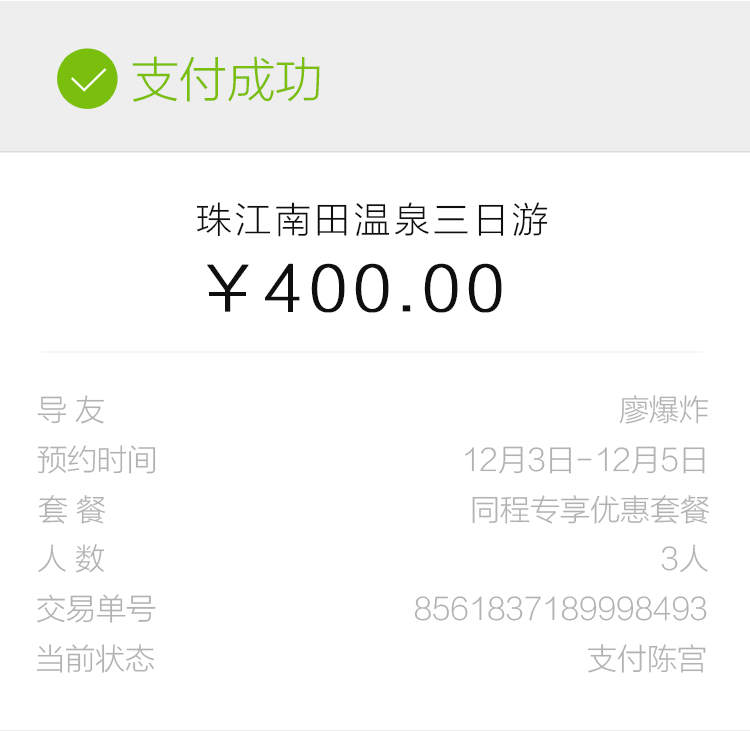 支付成功
珠江南田温泉三日游
￥400.00
导 友 廖爆炸
预约时间 12月3日-12月5日
套 餐 同程专享优惠套餐
人 数 3人
交易单号 8561837189998493
当前状态 支付陈宫